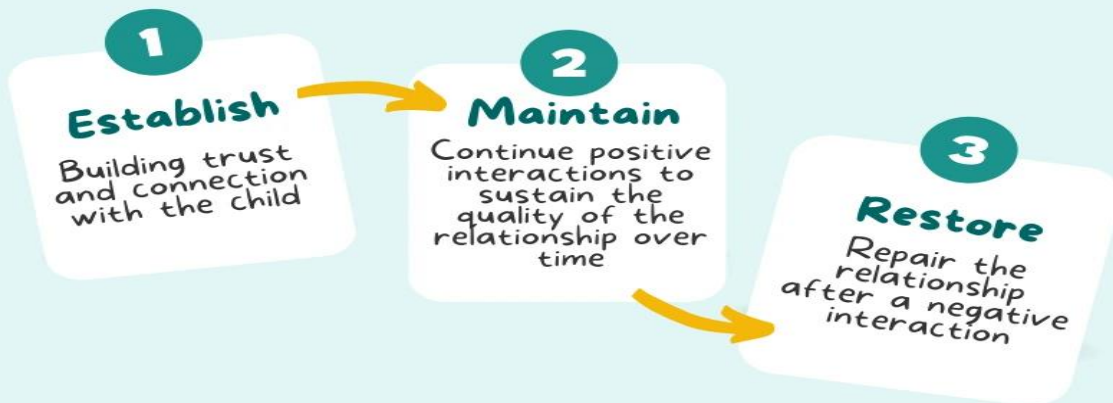 1
Establish
Building trust
and connection
with the child
2
Maintain
Continue positive
interactions to
sustain the
quality of the
relationship over
time
3
Restore
Repair the
relationship
after a negative
interaction